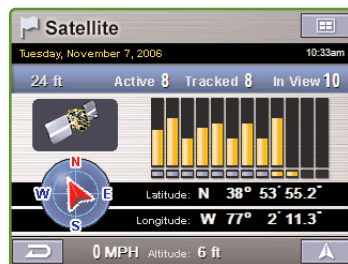 Satellite
Tuesday, November 7, 2006 10:33am
24 ft Active 8 Tracked 8 In View 10
N
W E
S
Latitude: N 38° 53' 55.2"
Longitude: W 77° 2' 11.3"
0 MPH Altitude: 6 ft